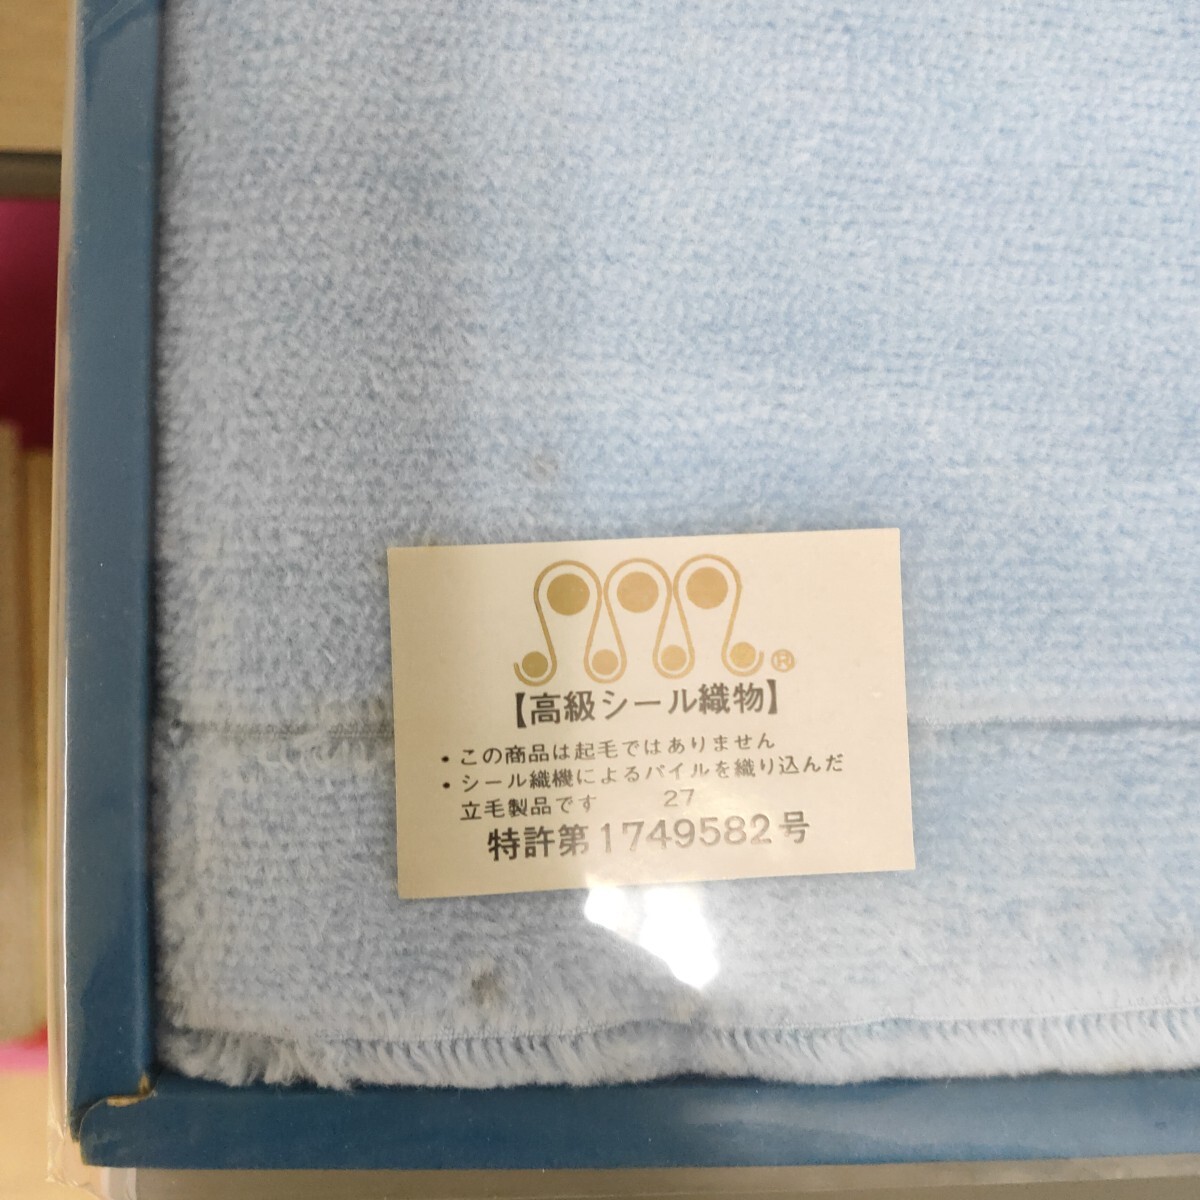 ®
【高級シール織物】
・この商品は起毛ではありません
・シール織機によるパイルを織り込んだ
立毛製品です 27
特許第1749582号